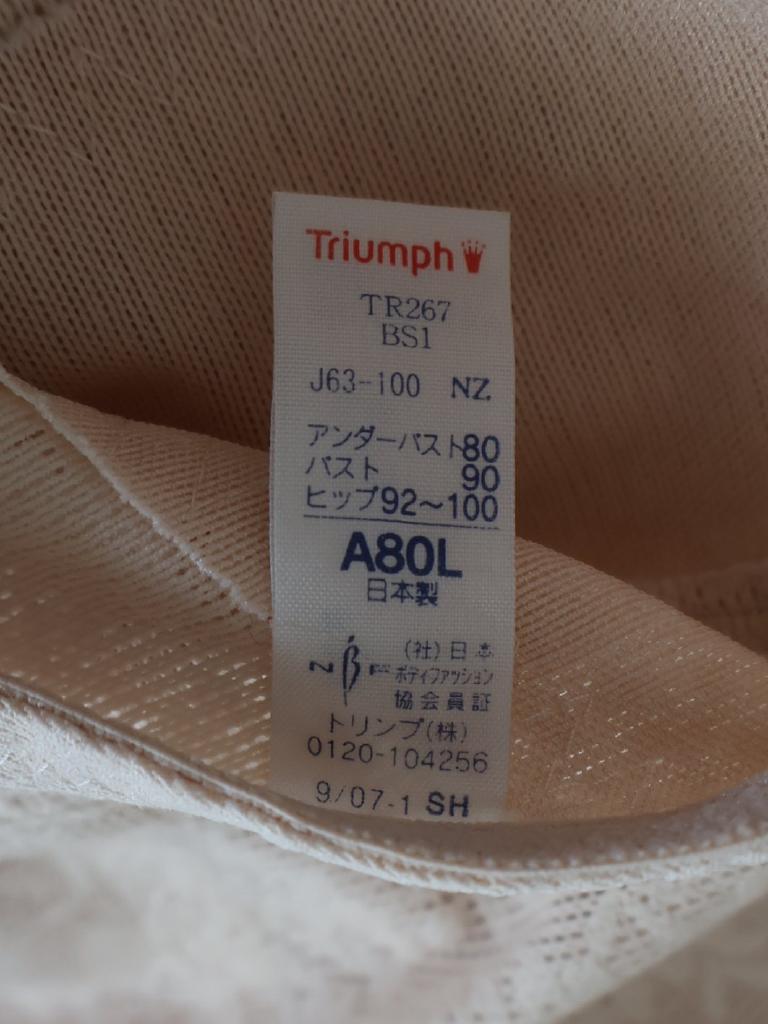 Triumph
TR267
BS1
J63-100 NZ.
アンダーバスト80
バスト 90
ヒップ92～100
A80L
日本製
(社)日本
NBF ボディファッション
協会員証
トリンプ(株)
0120-104256
9/07-1 SH